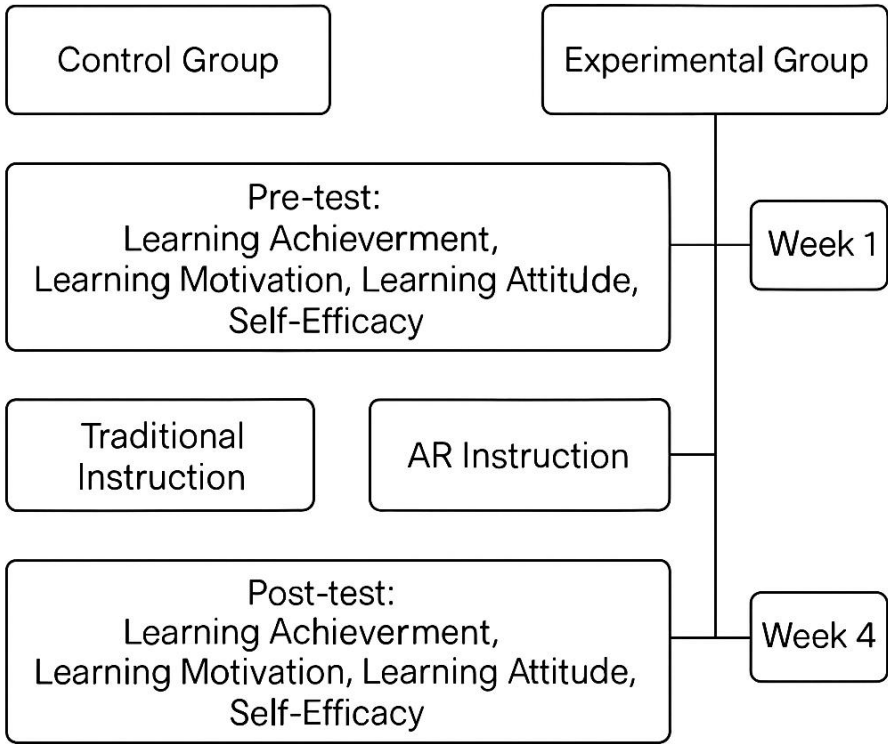 Control Group
Experimental Group
Pre-test:
Learning Achieverment,
Learning Motivation, Learning Attitude,
Self-Efficacy
Week 1
Traditional
Instruction
AR Instruction
Post-test:
Learning Achieverment,
Learning Motivation, Learning Attitude,
Self-Efficacy
Week 4